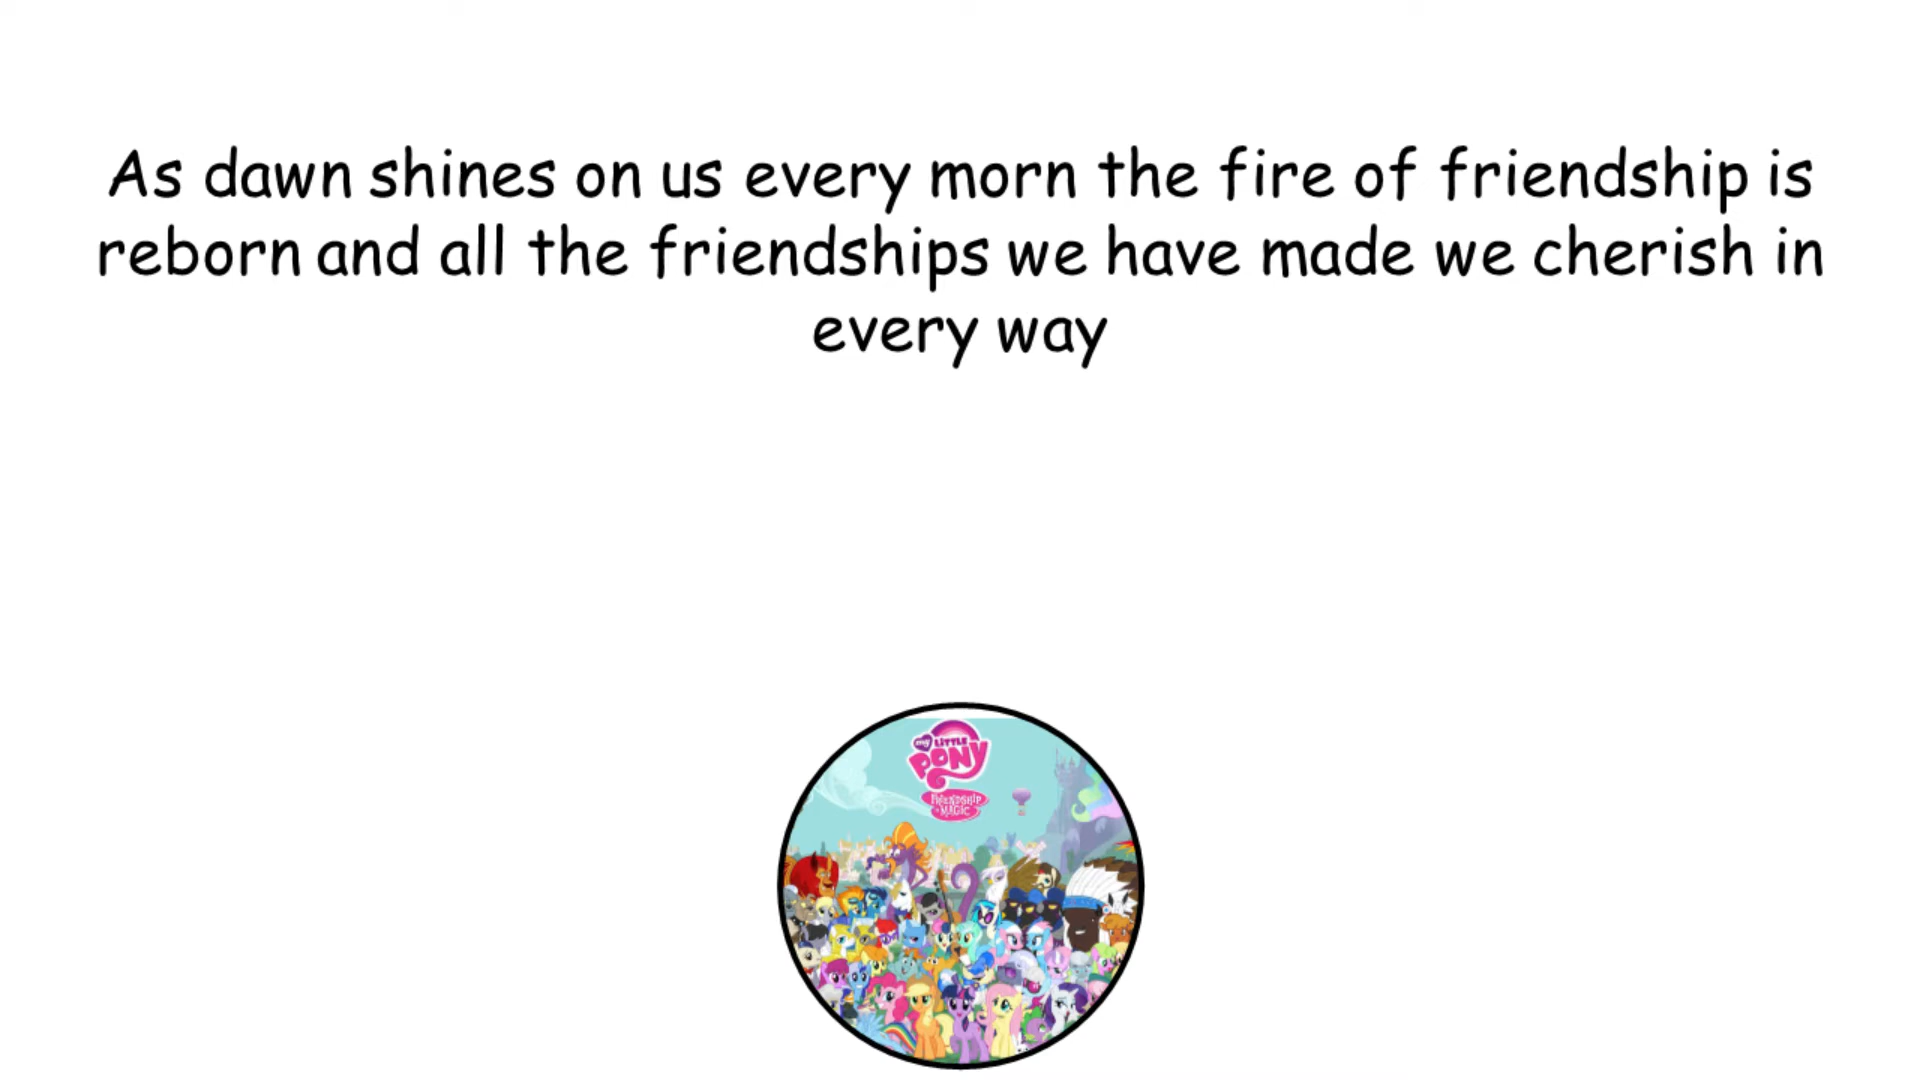 As dawn shines on us every morn the fire of friendship is
reborn and all the friendships we have made we cherish in
every way
my LITTLE
PONY
FRIENDSHIP
IS MAGIC